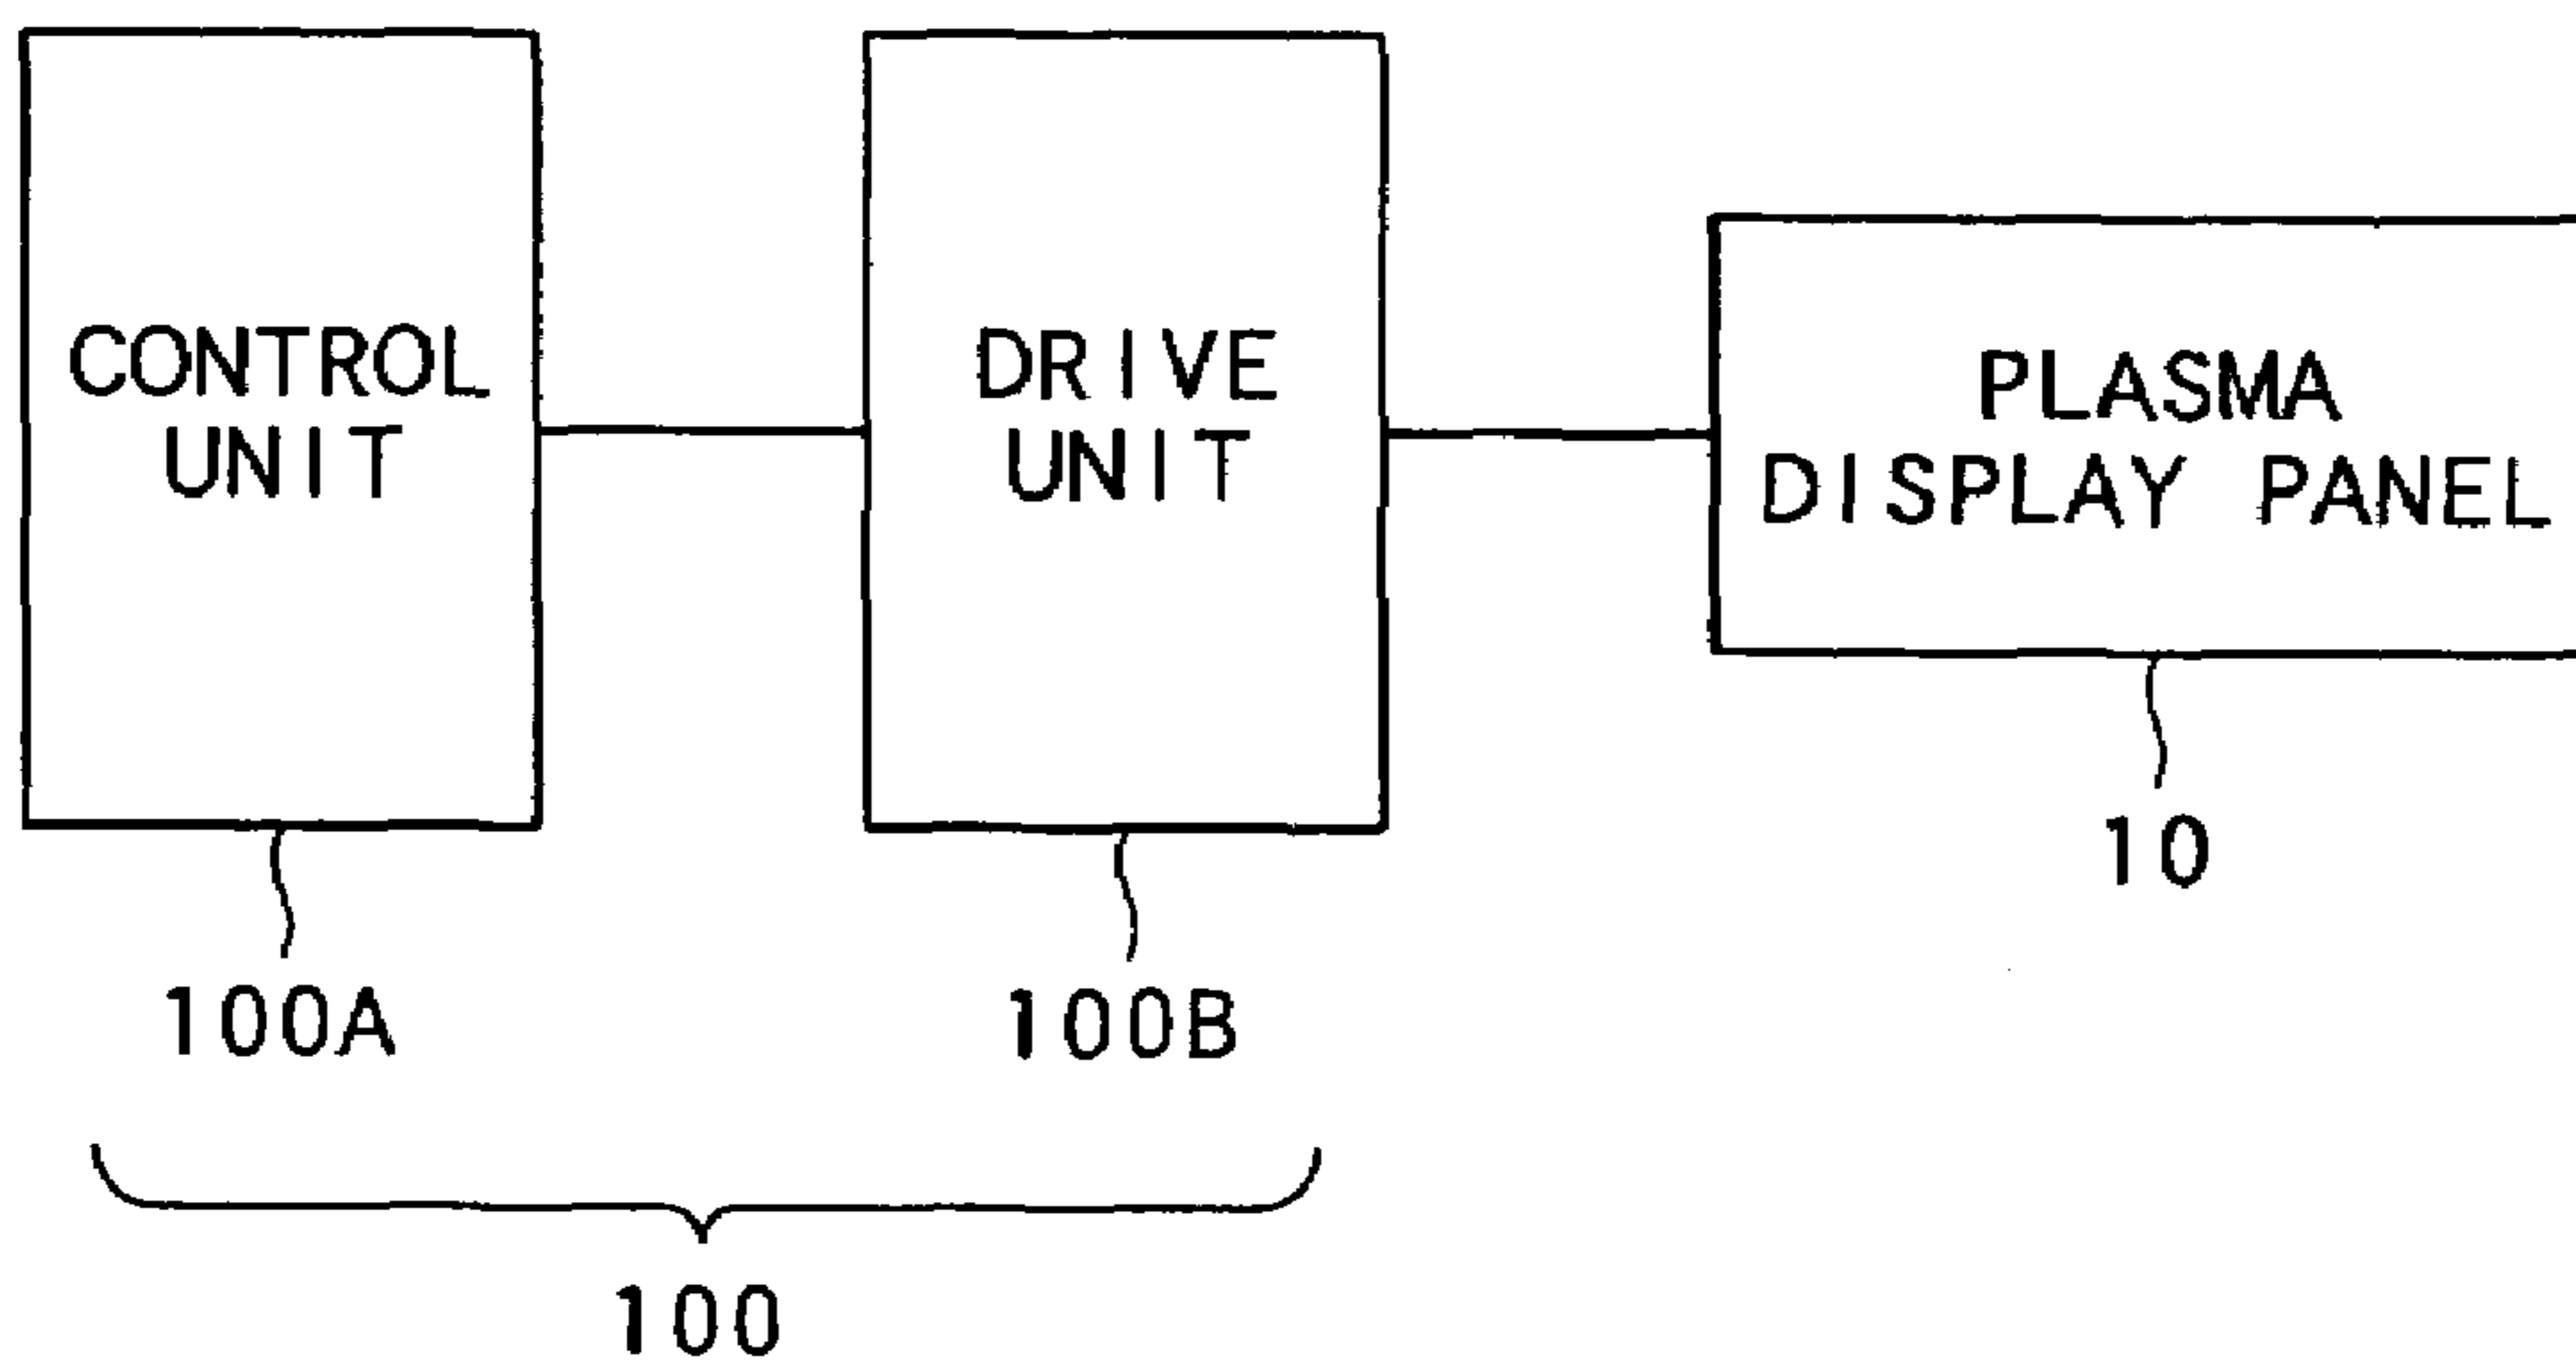 CONTROL
UNIT
DRIVE
UNIT
PLASMA
DISPLAY PANEL
100A
100B
10
100